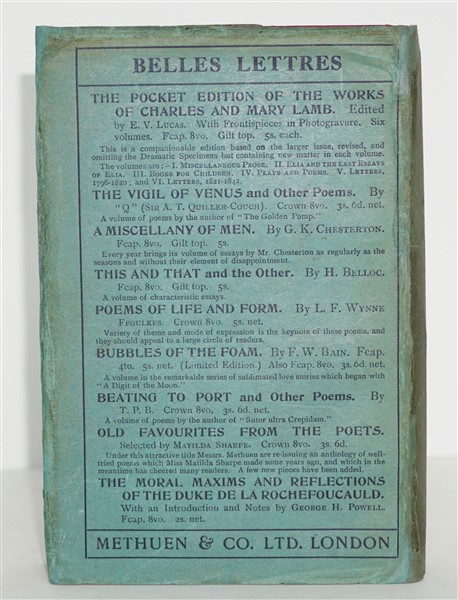 BELLES LETTRES
THE POCKET EDITION OF THE WORKS
OF CHARLES AND MARY LAMB. Edited
by E. V. LUCAS. With Frontispieces in Photogravure. Six
volumes. Fcap. 8vo. Gilt top. 5s. each.
This is a companionable edition based on the larger issue, revised, and
omitting the Dramatic Specimens but containing new matter in each volume.
The volumes are:—I. MISCELLANEOUS PROSE. II. ELIA AND THE LAST ESSAYS
OF ELIA. III. BOOKS FOR CHILDREN. IV. PLAYS AND POEMS. V. LETTERS,
1796-1820; and VI. LETTERS, 1821-1842.
THE VIGIL OF VENUS and Other Poems. By
"Q" (SIR A. T. QUILLER-COUCH). Crown 8vo. 3s. 6d. net.
A volume of poems by the author of "The Golden Pomp."
A MISCELLANY OF MEN. By G. K. CHESTERTON.
Fcap. 8vo. Gilt top. 5s.
Every year brings its volume of essays by Mr. Chesterton as regularly as the
seasons and without their element of disappointment.
THIS AND THAT and the Other. By H. BELLOC.
Fcap. 8vo. Gilt top. 5s.
A volume of characteristic essays.
POEMS OF LIFE AND FORM. By L. F. WYNNE
FFOULKES. Crown 8vo. 5s. net.
Variety of theme and mode of expression is the keynote of these poems, and
they should appeal to a large circle of readers.
BUBBLES OF THE FOAM. By F. W. BAIN. Fcap.
4to. 5s. net. (Limited Edition.) Also Fcap. 8vo. 3s. 6d. net.
A volume in the remarkable series of sublimated love stories which began with
"A Digit of the Moon."
BEATING TO PORT and Other Poems. By
T. P. B. Crown 8vo. 3s. 6d. net.
A volume of poems by the author of "Sutor ultra Crepidam."
OLD FAVOURITES FROM THE POETS.
Selected by MATILDA SHARPE. Crown 8vo. 3s. 6d.
Under this attractive title Messrs. Methuen are re-issuing an anthology of well-
tried poems which Miss Matilda Sharpe made some years ago, and which in the
meantime has cheered many readers. A few new pieces have been added.
THE MORAL MAXIMS AND REFLECTIONS
OF THE DUKE DE LA ROCHEFOUCAULD.
With an Introduction and Notes by GEORGE H. POWELL.
Fcap. 8vo. 2s. net.
METHUEN & CO. LTD. LONDON